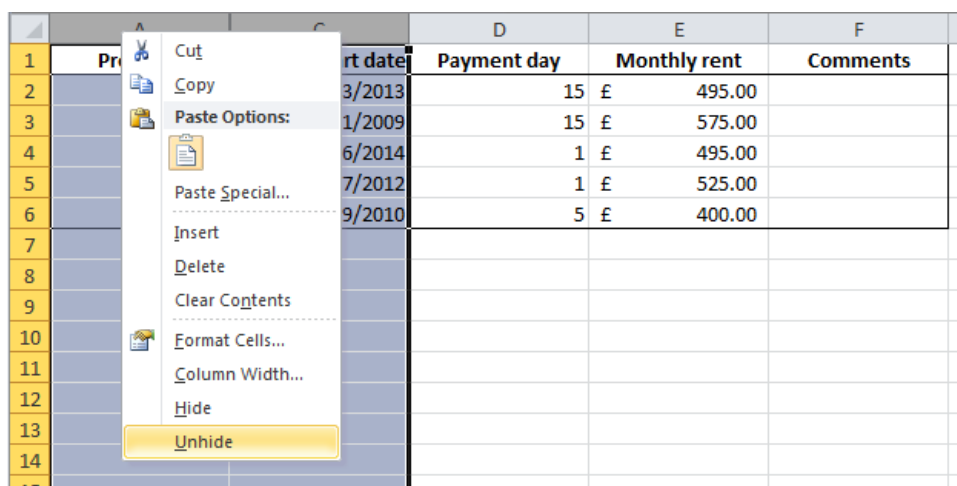 A C D E F
1 Pr rt date Payment day Monthly rent Comments
2 3/2013 15 £ 495.00
3 1/2009 15 £ 575.00
4 6/2014 1 £ 495.00
5 7/2012 1 £ 525.00
6 9/2010 5 £ 400.00
7
8
9
10
11
12
13
14
Cut
Copy
Paste Options:
Paste Special...
Insert
Delete
Clear Contents
Format Cells...
Column Width...
Hide
Unhide